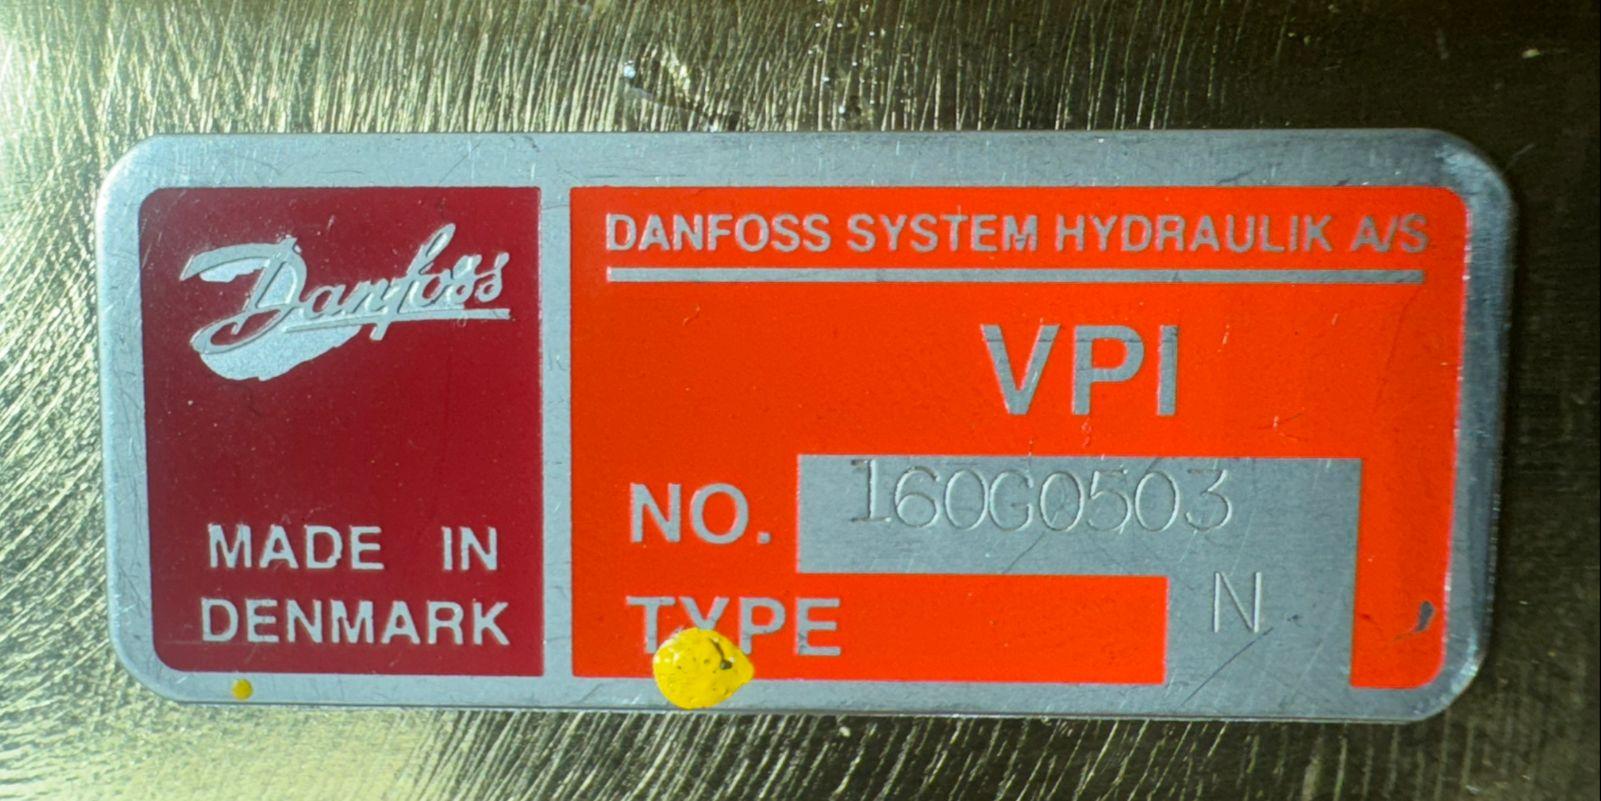 Danfoss
MADE IN
DENMARK
DANFOSS SYSTEM HYDRAULIK A/S
VPI
NO. 160G0503
TYPE N